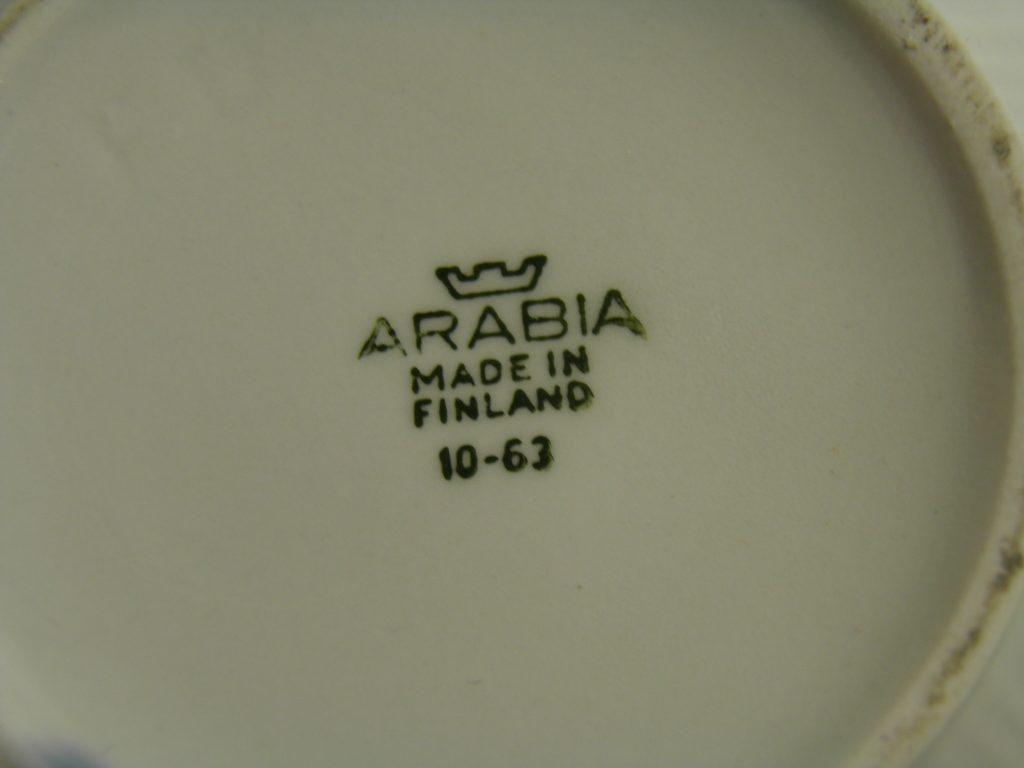 ARABIA
MADE IN
FINLAND
10-63